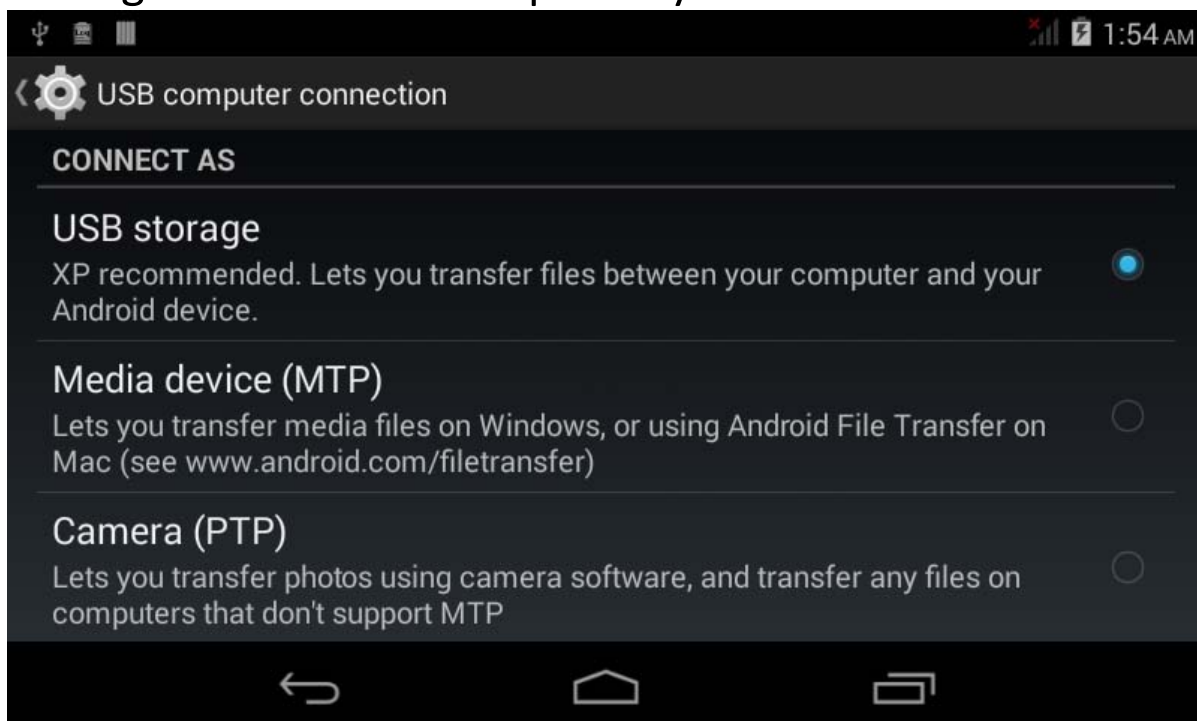 1:54 AM
USB computer connection
CONNECT AS
USB storage
XP recommended. Lets you transfer files between your computer and your
Android device.
Media device (MTP)
Lets you transfer media files on Windows, or using Android File Transfer on
Mac (see www.android.com/filetransfer)
Camera (PTP)
Lets you transfer photos using camera software, and transfer any files on
computers that don't support MTP